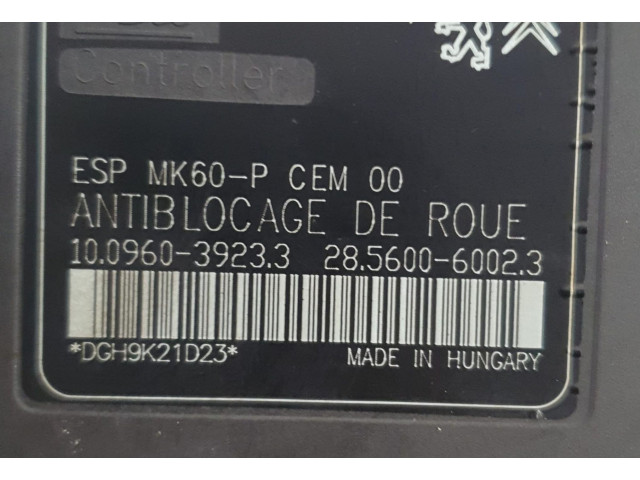 Controller
ESP MK60-P CEM 00
ANTIBLOCAGE DE ROUE
10.0960-3923.3 28.5600-6002.3
*DGH9K21D23* MADE IN HUNGARY